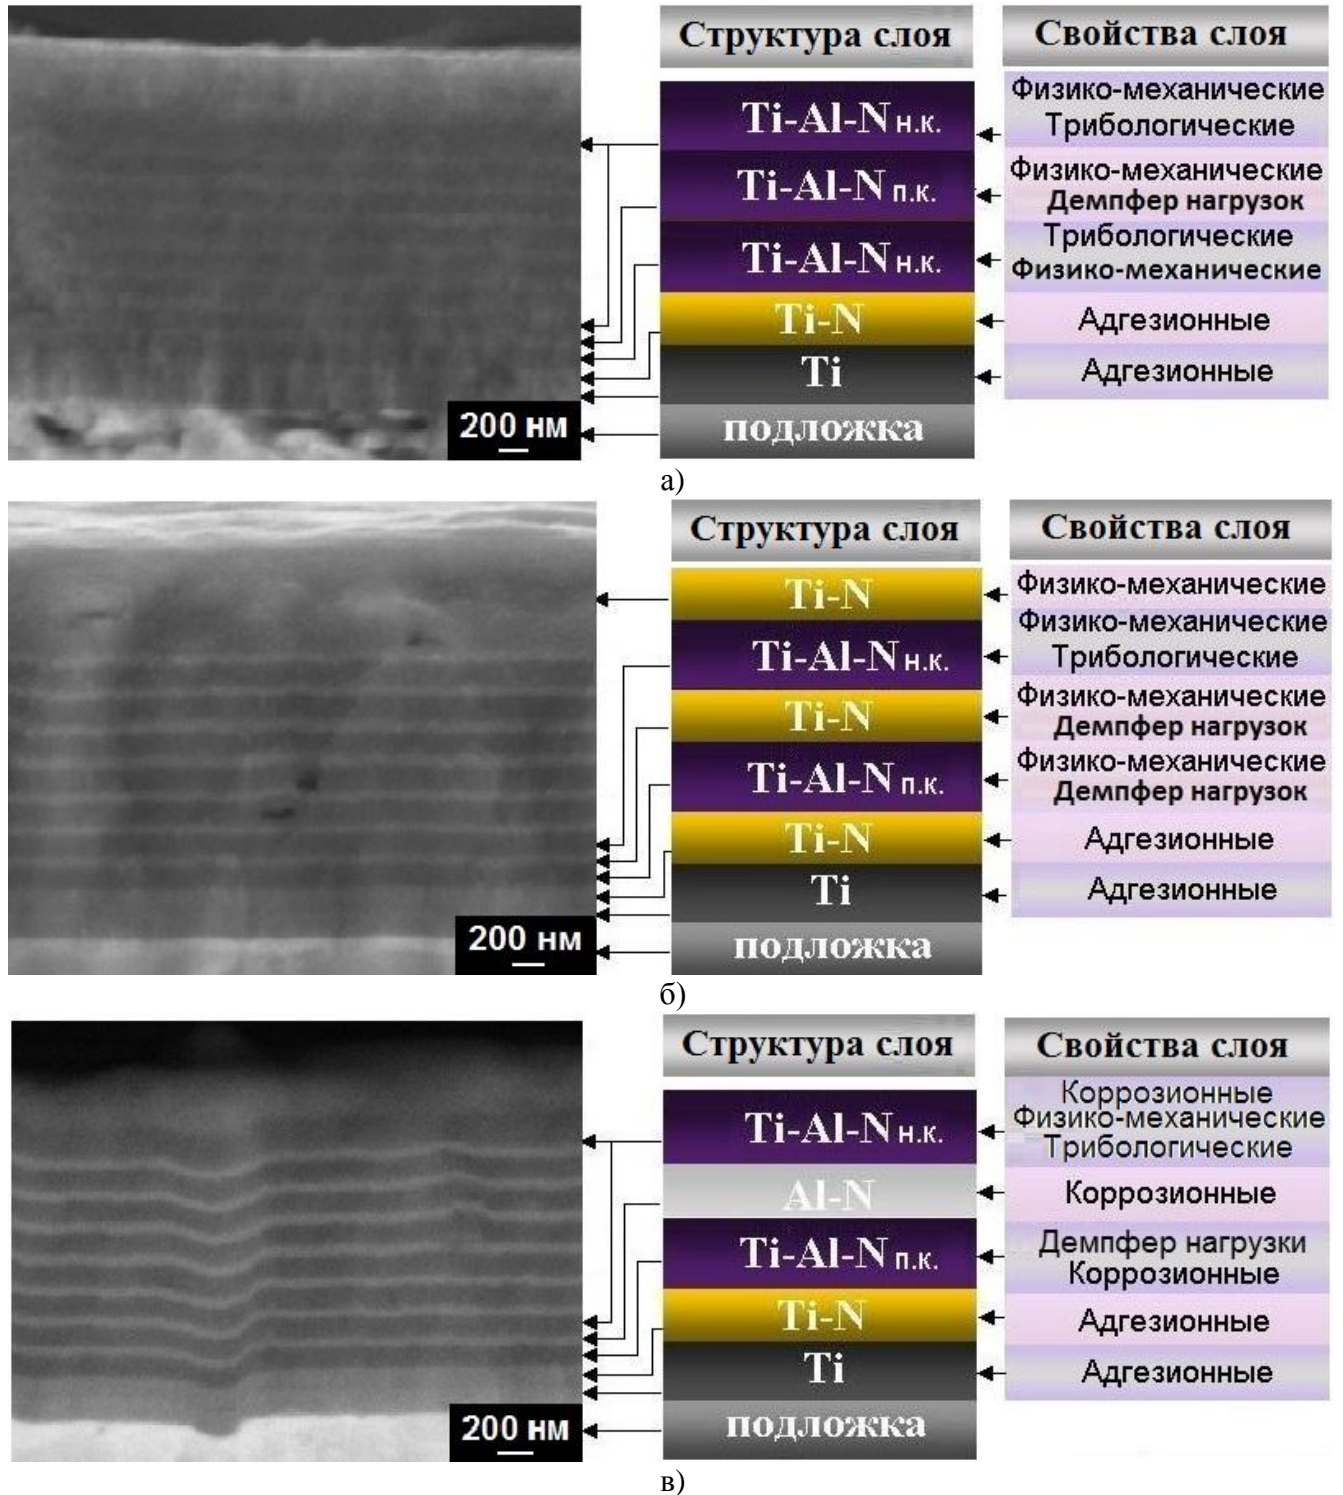 Структура слоя
Свойства слоя
Ti-Al-N н.к.
Физико-механические
Трибологические
Ti-Al-N п.к.
Физико-механические
Демпфер нагрузок
Ti-Al-N н.к.
Трибологические
Физико-механические
Ti-N
Адгезионные
Ti
Адгезионные
200 нм
подложка
а)
Структура слоя
Свойства слоя
Ti-N
Физико-механические
Ti-Al-N н.к.
Физико-механические
Трибологические
Ti-N
Физико-механические
Демпфер нагрузок
Ti-Al-N п.к.
Физико-механические
Демпфер нагрузок
Ti-N
Адгезионные
Ti
Адгезионные
200 нм
подложка
б)
Структура слоя
Свойства слоя
Ti-Al-N н.к.
Коррозионные
Физико-механические
Трибологические
Al-N
Коррозионные
Ti-Al-N п.к.
Демпфер нагрузки
Коррозионные
Ti-N
Адгезионные
Ti
Адгезионные
200 нм
подложка
в)